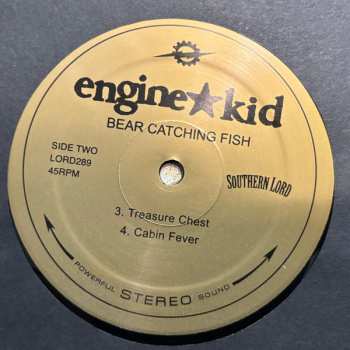 engine★kid
BEAR CATCHING FISH
SIDE TWO
LORD289
45RPM
SOUTHERN LORD
3. Treasure Chest
4. Cabin Fever
POWERFUL STEREO SOUND